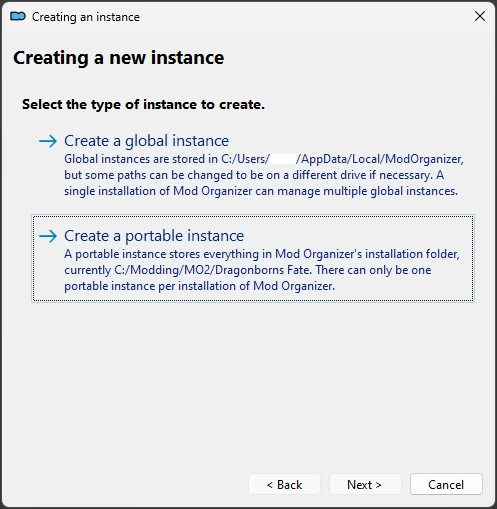 Creating an instance
Creating a new instance
Select the type of instance to create.
Create a global instance
Global instances are stored in C:/Users/ /AppData/Local/ModOrganizer,
but some paths can be changed to be on a different drive if necessary. A
single installation of Mod Organizer can manage multiple global instances.
Create a portable instance
A portable instance stores everything in Mod Organizer's installation folder,
currently C:/Modding/MO2/Dragonborns Fate. There can only be one
portable instance per installation of Mod Organizer.
< Back Next > Cancel